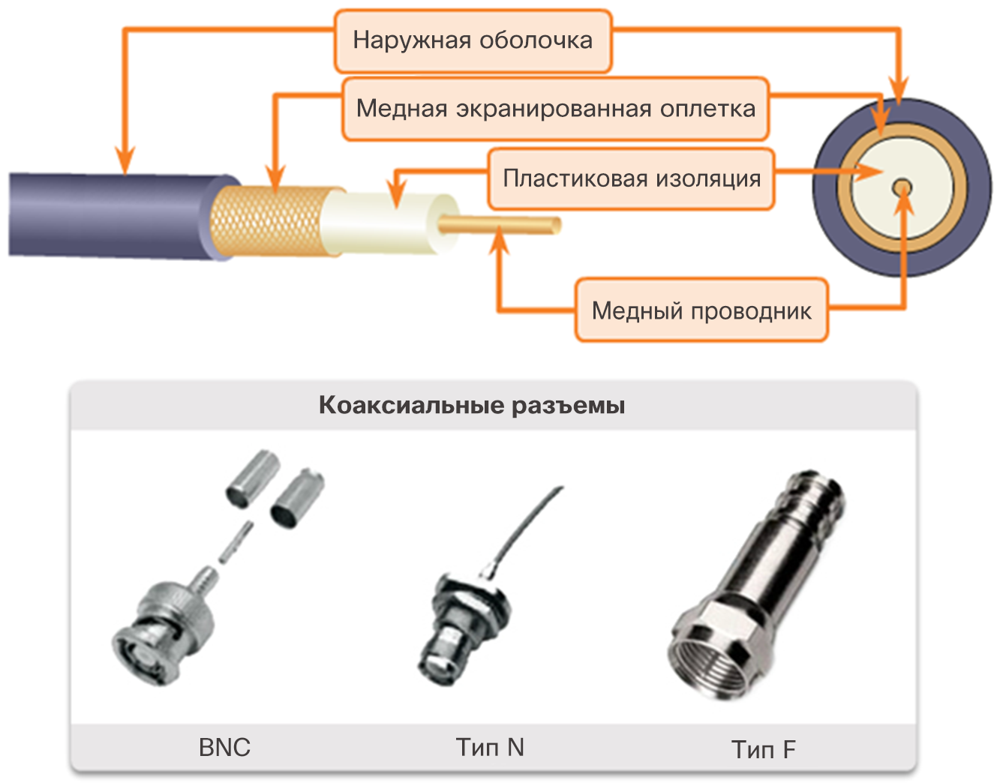 Наружная оболочка
Медная экранированная оплетка
Пластиковая изоляция
Медный проводник
Коаксиальные разъемы
BNC
Тип N
Тип F